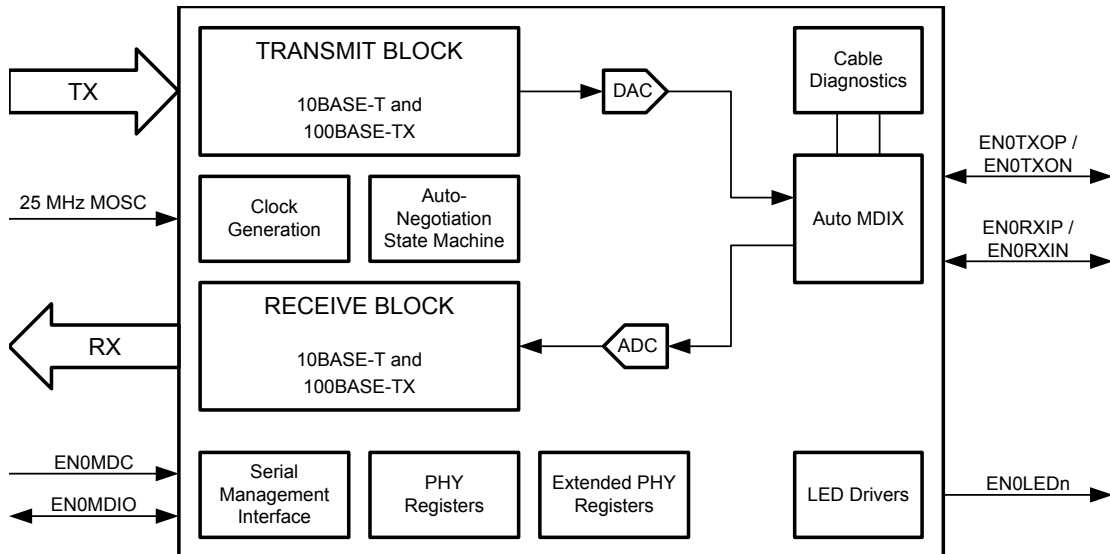 TRANSMIT BLOCK
10BASE-T and
100BASE-TX
TX
DAC
Cable
Diagnostics
EN0TXOP /
EN0TXON
25 MHz MOSC
Clock
Generation
Auto-
Negotiation
State Machine
Auto MDIX
EN0RXIP /
EN0RXIN
RECEIVE BLOCK
10BASE-T and
100BASE-TX
RX
ADC
EN0MDC
EN0MDIO
Serial
Management
Interface
PHY
Registers
Extended PHY
Registers
LED Drivers
EN0LEDn